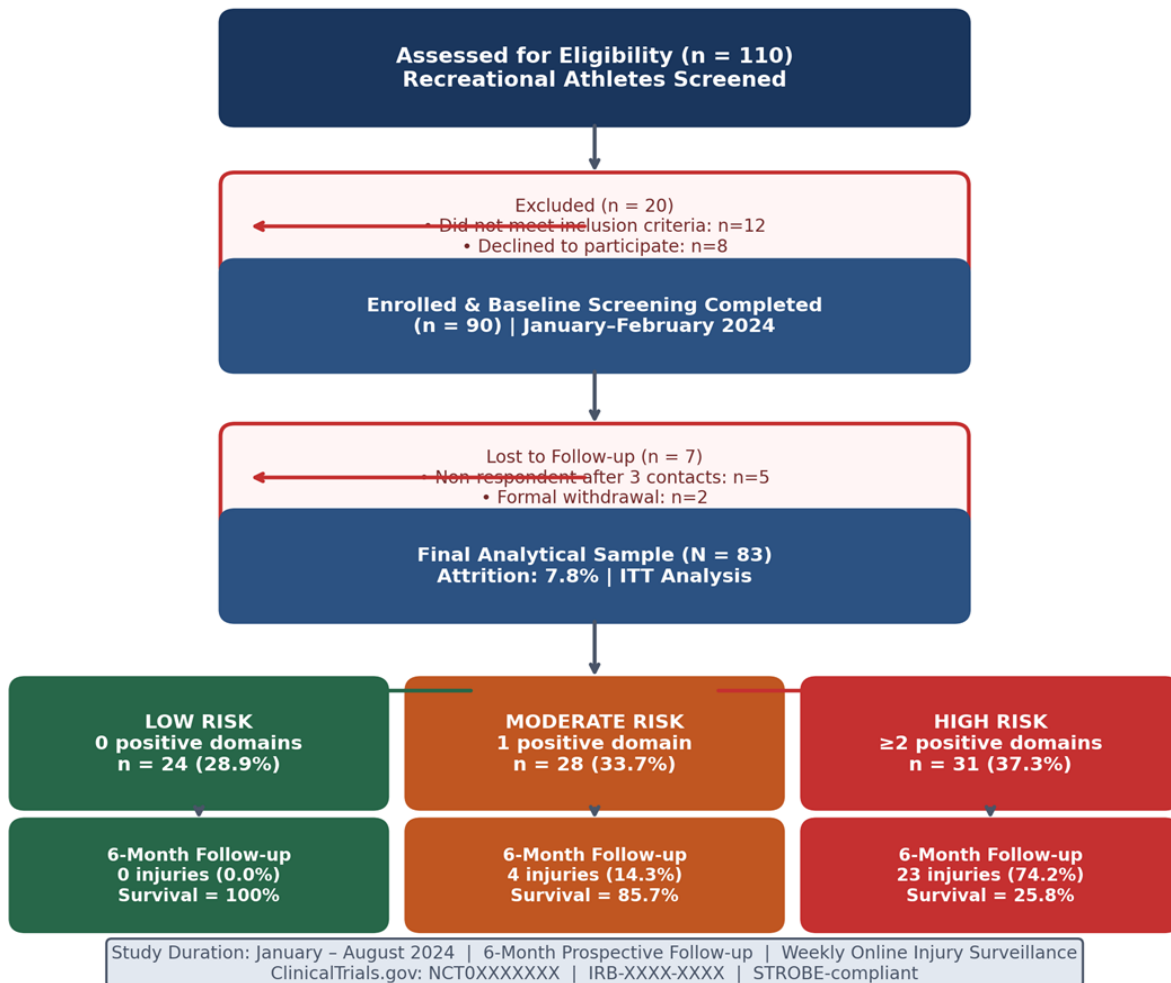 Assessed for Eligibility (n = 110)
Recreational Athletes Screened
Excluded (n = 20)
• Did not meet inclusion criteria: n=12
• Declined to participate: n=8
Enrolled & Baseline Screening Completed
(n = 90) | January–February 2024
Lost to Follow-up (n = 7)
• Non-respondent after 3 contacts: n=5
• Formal withdrawal: n=2
Final Analytical Sample (N = 83)
Attrition: 7.8% | ITT Analysis
LOW RISK
0 positive domains
n = 24 (28.9%)
MODERATE RISK
1 positive domain
n = 28 (33.7%)
HIGH RISK
≥2 positive domains
n = 31 (37.3%)
6-Month Follow-up
0 injuries (0.0%)
Survival = 100%
6-Month Follow-up
4 injuries (14.3%)
Survival = 85.7%
6-Month Follow-up
23 injuries (74.2%)
Survival = 25.8%
Study Duration: January – August 2024 | 6-Month Prospective Follow-up | Weekly Online Injury Surveillance
ClinicalTrials.gov: NCT0XXXXXXX | IRB-XXXX-XXXX | STROBE-compliant